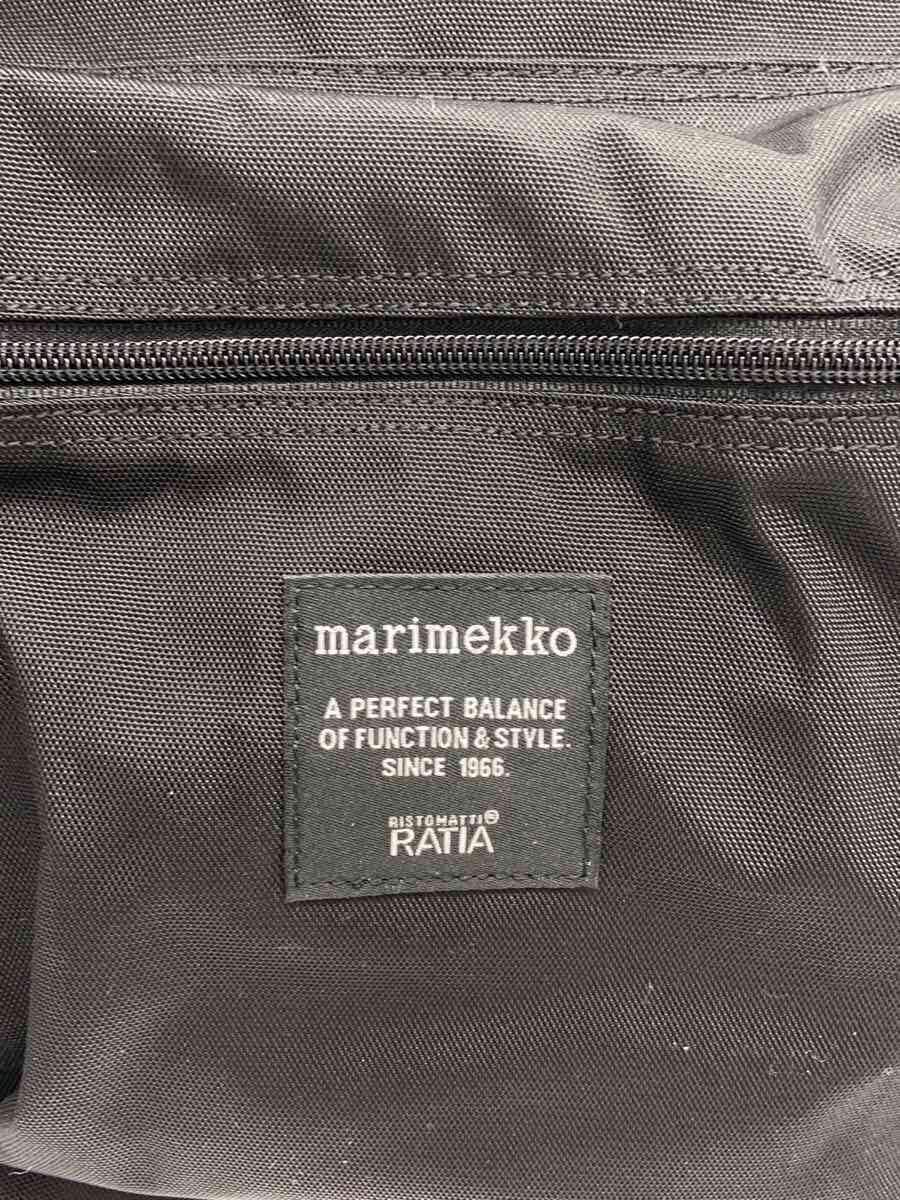 marimekko
A PERFECT BALANCE
OF FUNCTION & STYLE.
SINCE 1966.
RISTOMATTI®
RATIA